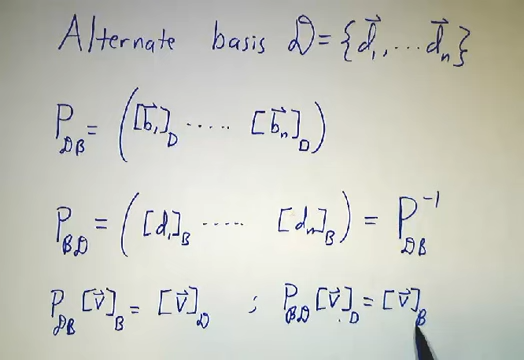 Alternate basis D = {d⃗₁, ... d⃗ₙ}
P_DB = ([b⃗₁]_D ..... [b⃗ₙ]_D)
P_BD = ([d₁]_B ..... [dₙ]_B) = P_DB⁻¹
P_DB [v⃗]_B = [v⃗]_D ; P_BD [v⃗]_D = [v⃗]_B